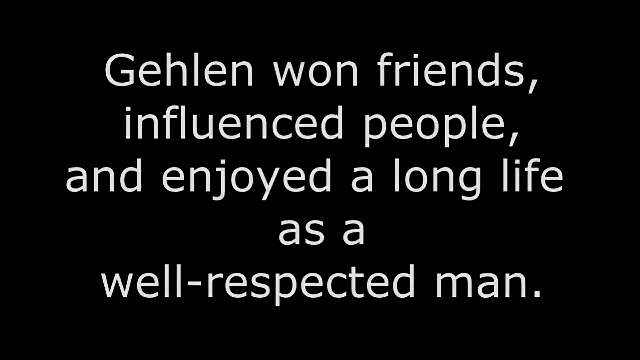 Gehlen won friends,
influenced people,
and enjoyed a long life
as a
well-respected man.